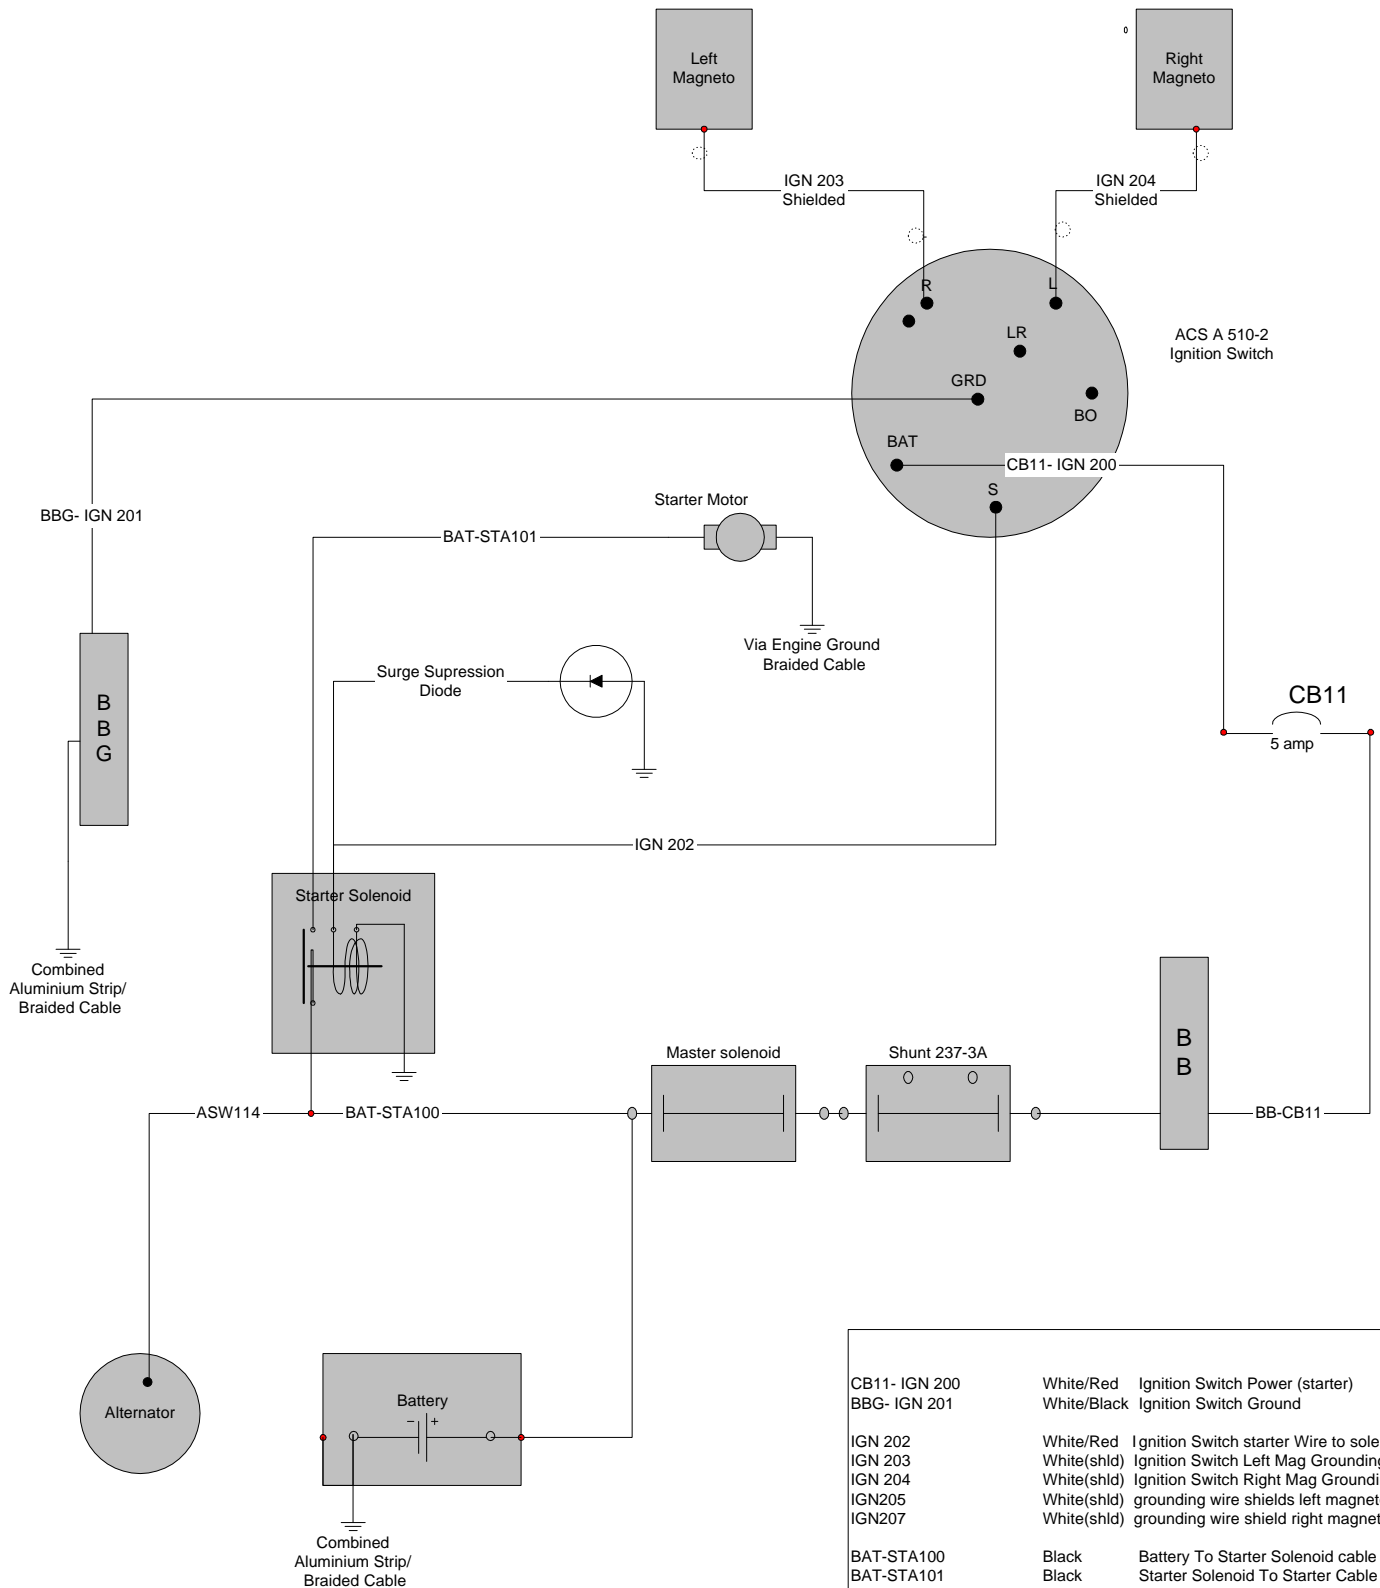 Left
Magneto
Right
Magneto
IGN 203
Shielded
IGN 204
Shielded
R
L
LR
GRD
BO
BAT
S
ACS A 510-2
Ignition Switch
CB11- IGN 200
BBG- IGN 201
Starter Motor
BAT-STA101
Via Engine Ground
Braided Cable
Surge Supression
Diode
CB11
5 amp
B
B
G
IGN 202
Starter Solenoid
Combined
Aluminium Strip/
Braided Cable
Master solenoid
Shunt 237-3A
B
B
ASW114
BAT-STA100
BB-CB11
Alternator
Battery
− +
Combined
Aluminium Strip/
Braided Cable
CB11- IGN 200 White/Red Ignition Switch Power (starter)
BBG- IGN 201 White/Black Ignition Switch Ground
IGN 202 White/Red Ignition Switch starter Wire to sole
IGN 203 White(shld) Ignition Switch Left Mag Grounding
IGN 204 White(shld) Ignition Switch Right Mag Groundi
IGN205 White(shld) grounding wire shields left magnet
IGN207 White(shld) grounding wire shield right magnet
BAT-STA100 Black Battery To Starter Solenoid cable
BAT-STA101 Black Starter Solenoid To Starter Cable